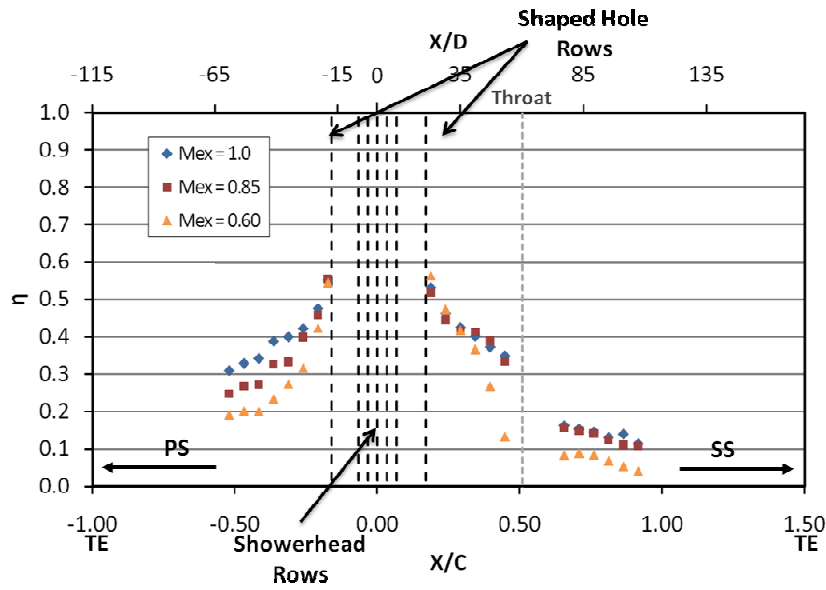 Shaped Hole
Rows
X/D
-115 -65 -15 0 35 85 135
Throat
1.0
0.9
0.8
0.7
0.6
0.5
0.4
0.3
0.2
0.1
0.0
η
Mex = 1.0
Mex = 0.85
Mex = 0.60
PS
SS
-1.00 -0.50 0.00 0.50 1.00 1.50
TE
TE
Showerhead
Rows
X/C